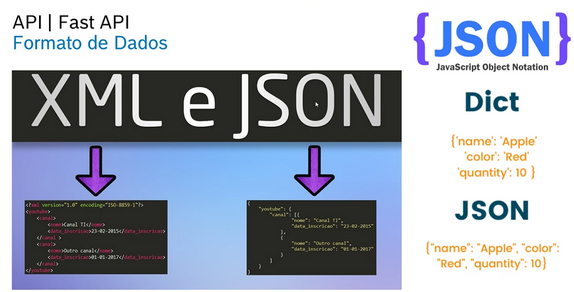 API | Fast API
Formato de Dados
XML e JSON
<?xml version="1.0" encoding="ISO-8859-1"?>
<youtube>
<canal>
<nome>Canal TI</nome>
<data_inscricao>23-02-2015</data_inscricao>
</canal >
<canal>
<nome>Outro canal</nome>
<data_inscricao>01-01-2017</data_inscricao>
</canal>
</youtube>
{
"youtube": {
"canal": [{
"nome": "Canal TI",
"data_inscricao": "23-02-2015"
},
{
"nome": "Outro canal",
"data_inscricao": "01-01-2017"
}
]
}
}
{JSON}
JavaScript Object Notation
Dict
{'name': 'Apple'
'color': 'Red'
'quantity': 10 }
JSON
{"name": "Apple", "color":
"Red", "quantity": 10}